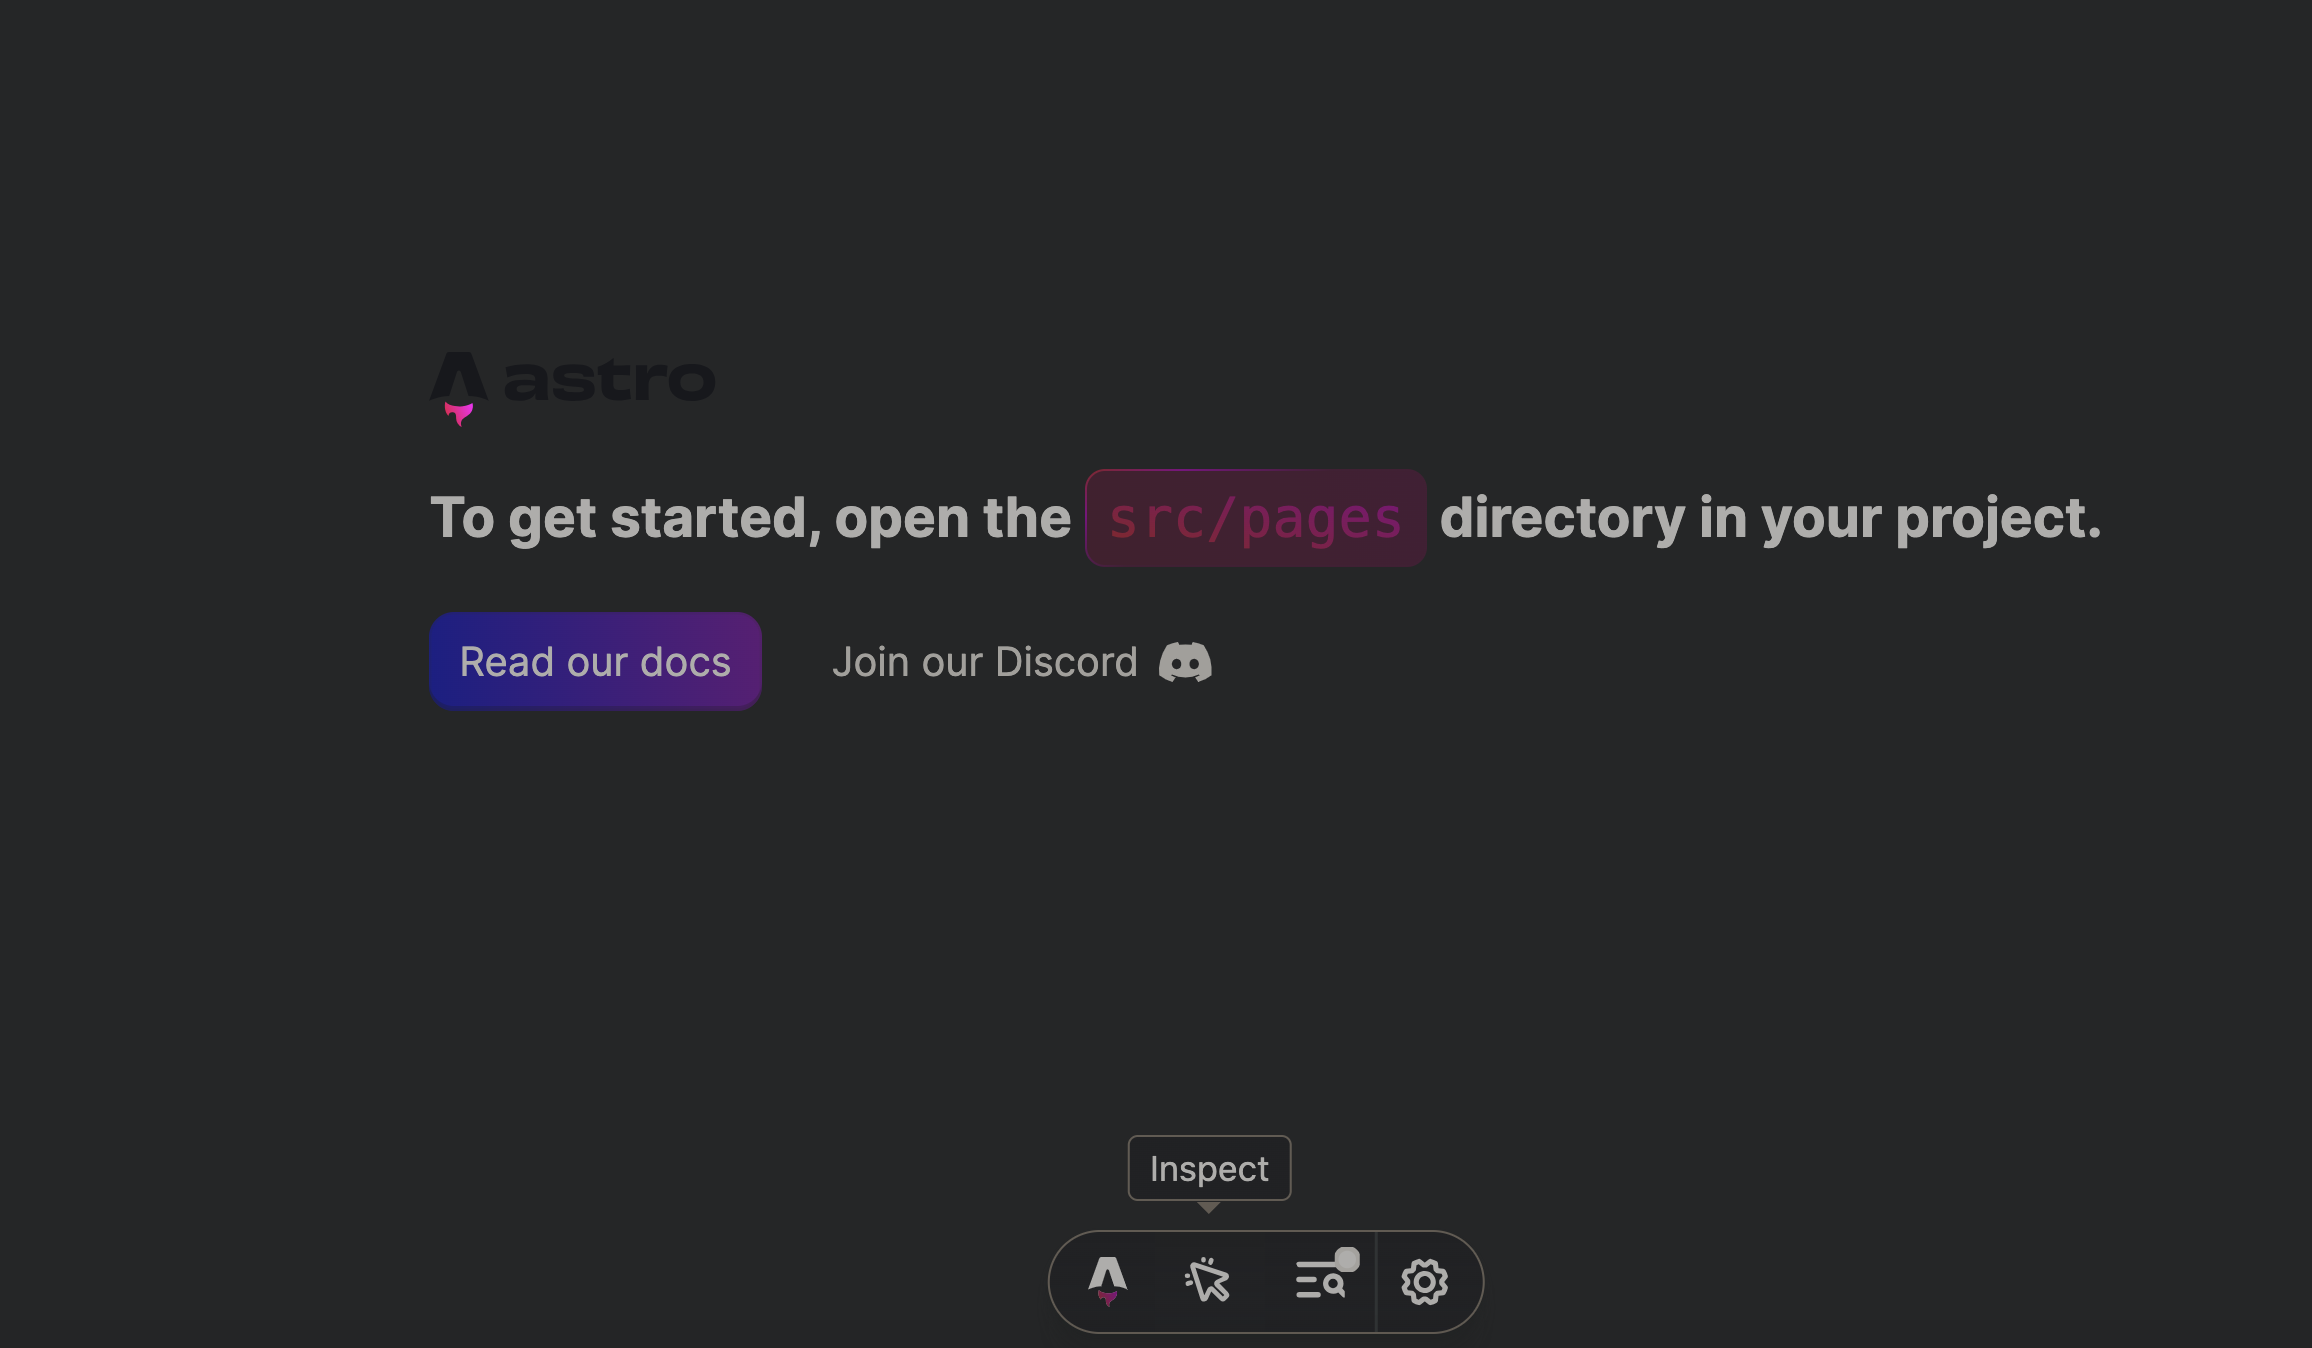 astro
To get started, open the src/pages directory in your project.
Read our docs Join our Discord
Inspect